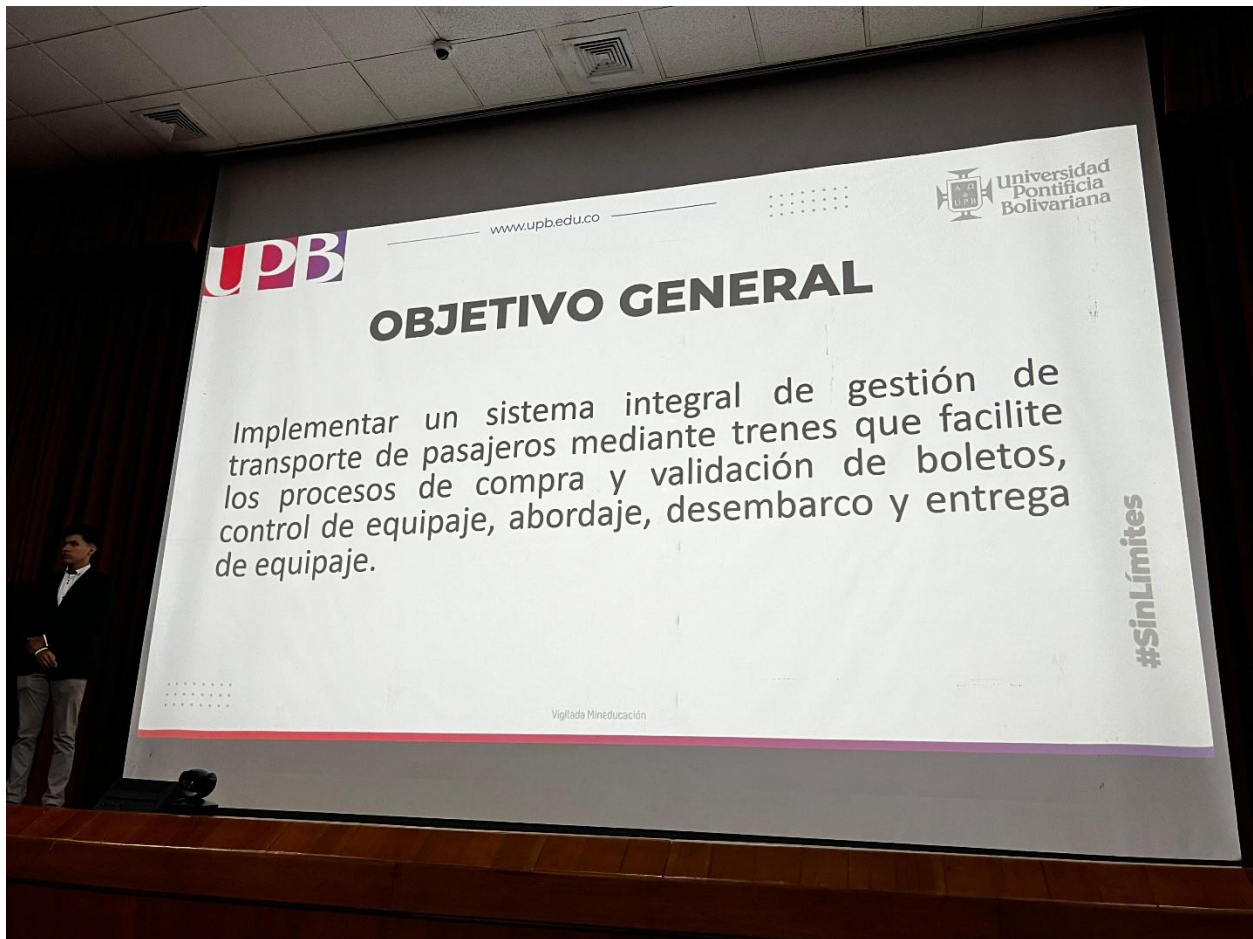 www.upb.edu.co
Universidad
Pontificia
Bolivariana
UPB
OBJETIVO GENERAL
Implementar un sistema integral de gestión de
transporte de pasajeros mediante trenes que facilite
los procesos de compra y validación de boletos,
control de equipaje, abordaje, desembarco y entrega
de equipaje.
#SinLímites
Vigilada Mineducación